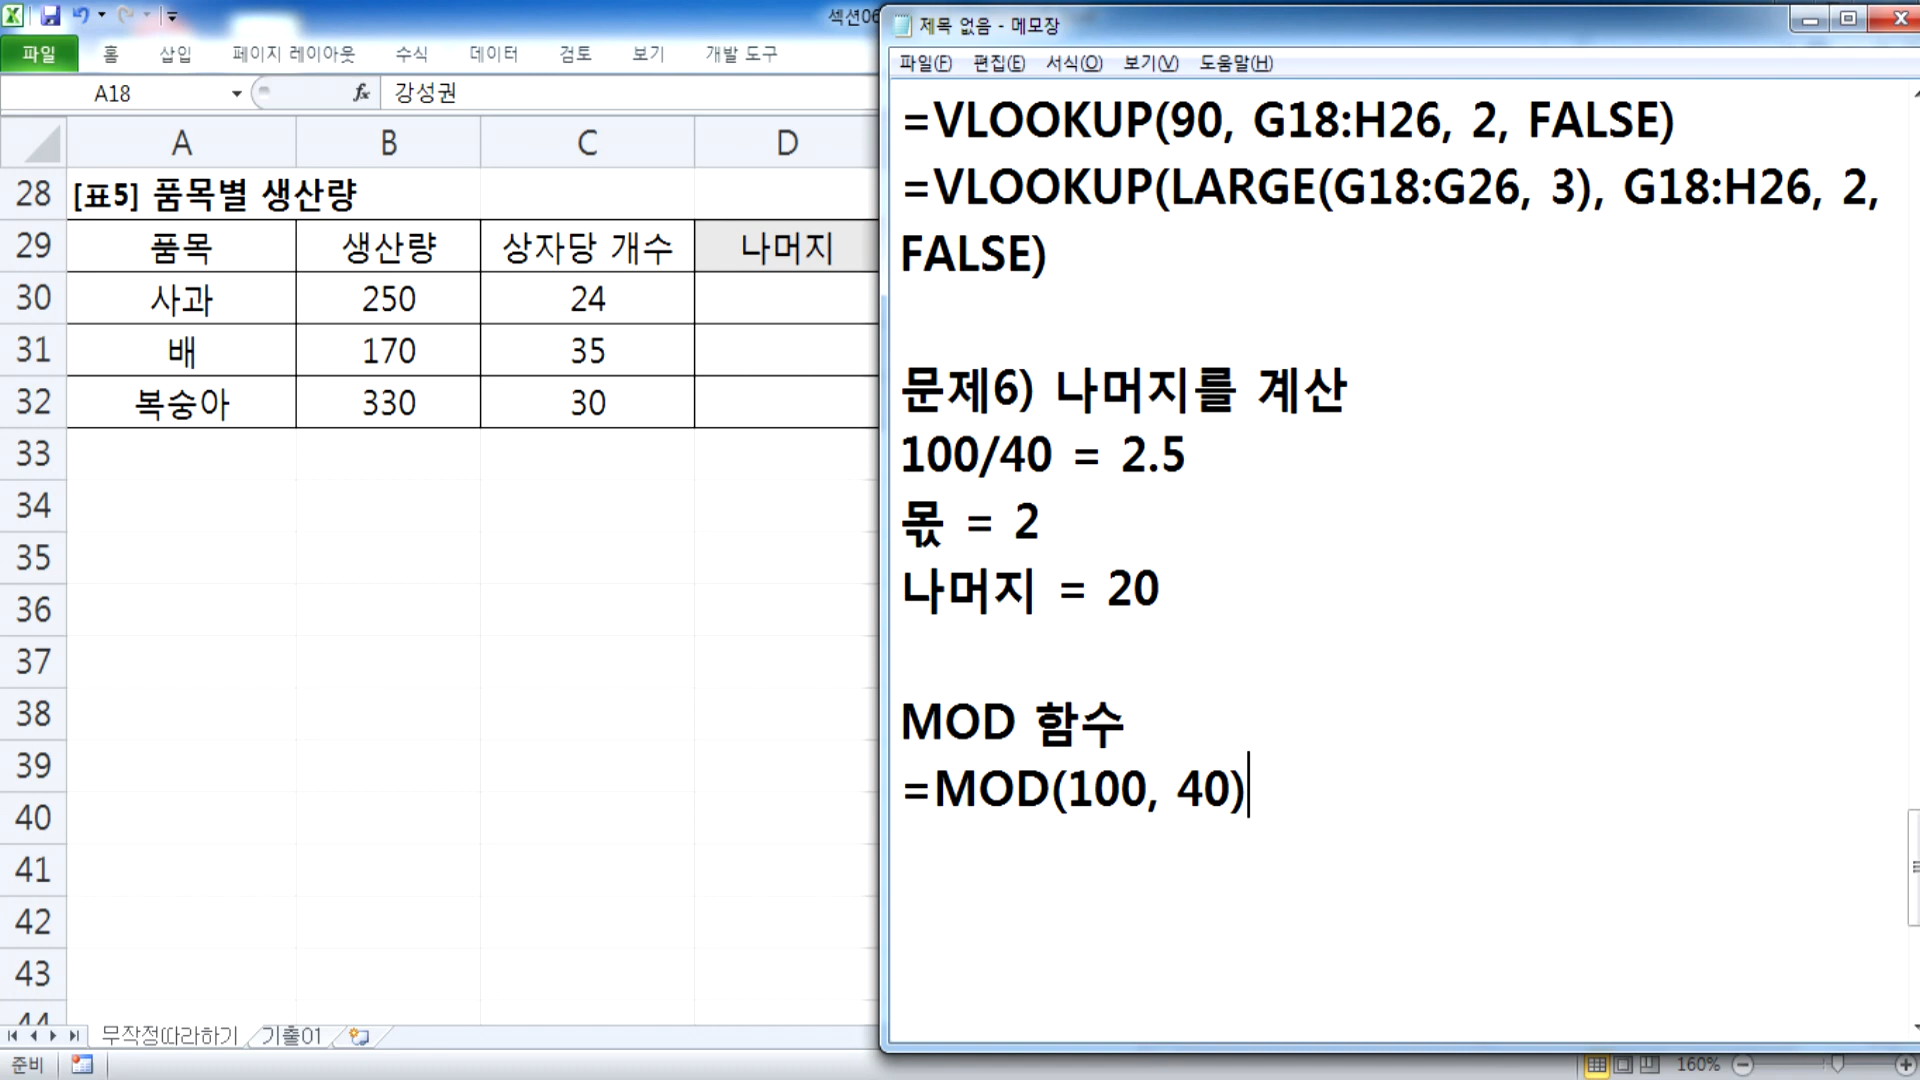 섹션06
파일 홈 삽입 페이지 레이아웃 수식 데이터 검토 보기 개발 도구
A18 fx 강성권
A B C D
28 [표5] 품목별 생산량
29 품목 생산량 상자당 개수 나머지
30 사과 250 24
31 배 170 35
32 복숭아 330 30
33
34
35
36
37
38
39
40
41
42
43
44
무작정따라하기 기출01
준비
160%
제목 없음 - 메모장
파일(F) 편집(E) 서식(O) 보기(V) 도움말(H)
=VLOOKUP(90, G18:H26, 2, FALSE)
=VLOOKUP(LARGE(G18:G26, 3), G18:H26, 2,
FALSE)
문제6) 나머지를 계산
100/40 = 2.5
몫 = 2
나머지 = 20
MOD 함수
=MOD(100, 40)